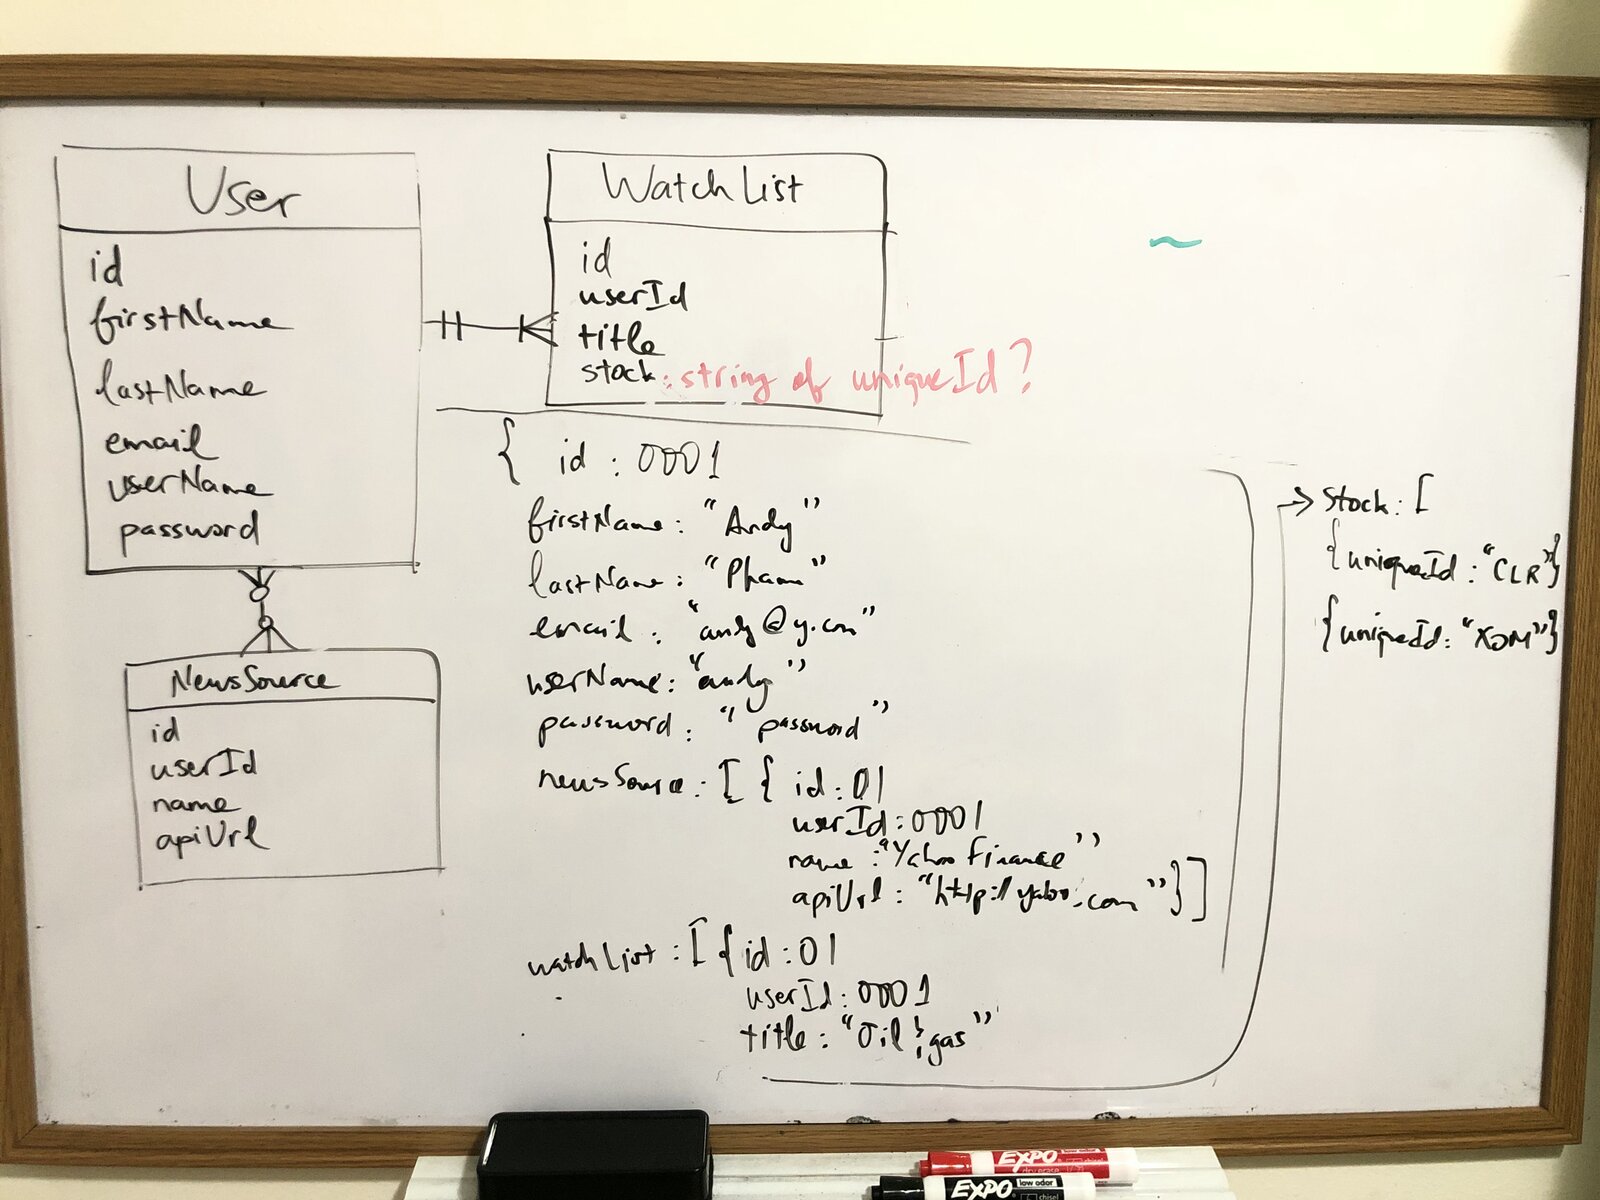 User
id
firstName
lastName
email
userName
password
WatchList
id
userId
title
stock : string of uniqueId ?
NewsSource
id
userId
name
apiUrl
{ id : 0001
firstName : "Andy"
lastName : "Pham"
email : "andy@y.com"
userName : "andy"
password : "password"
newsSource : [ { id : 01
userId : 0001
name : "Yahoo Finance"
apiUrl : "http://yahoo.com" } ]
watchList : [ { id : 01
userId : 0001
title : "Oil & gas"
→ Stock : [
{ uniqueId : "CLR" }
{ uniqueId : "XOM" }
EXPO low odor
dry erase
EXPO low odor
chisel